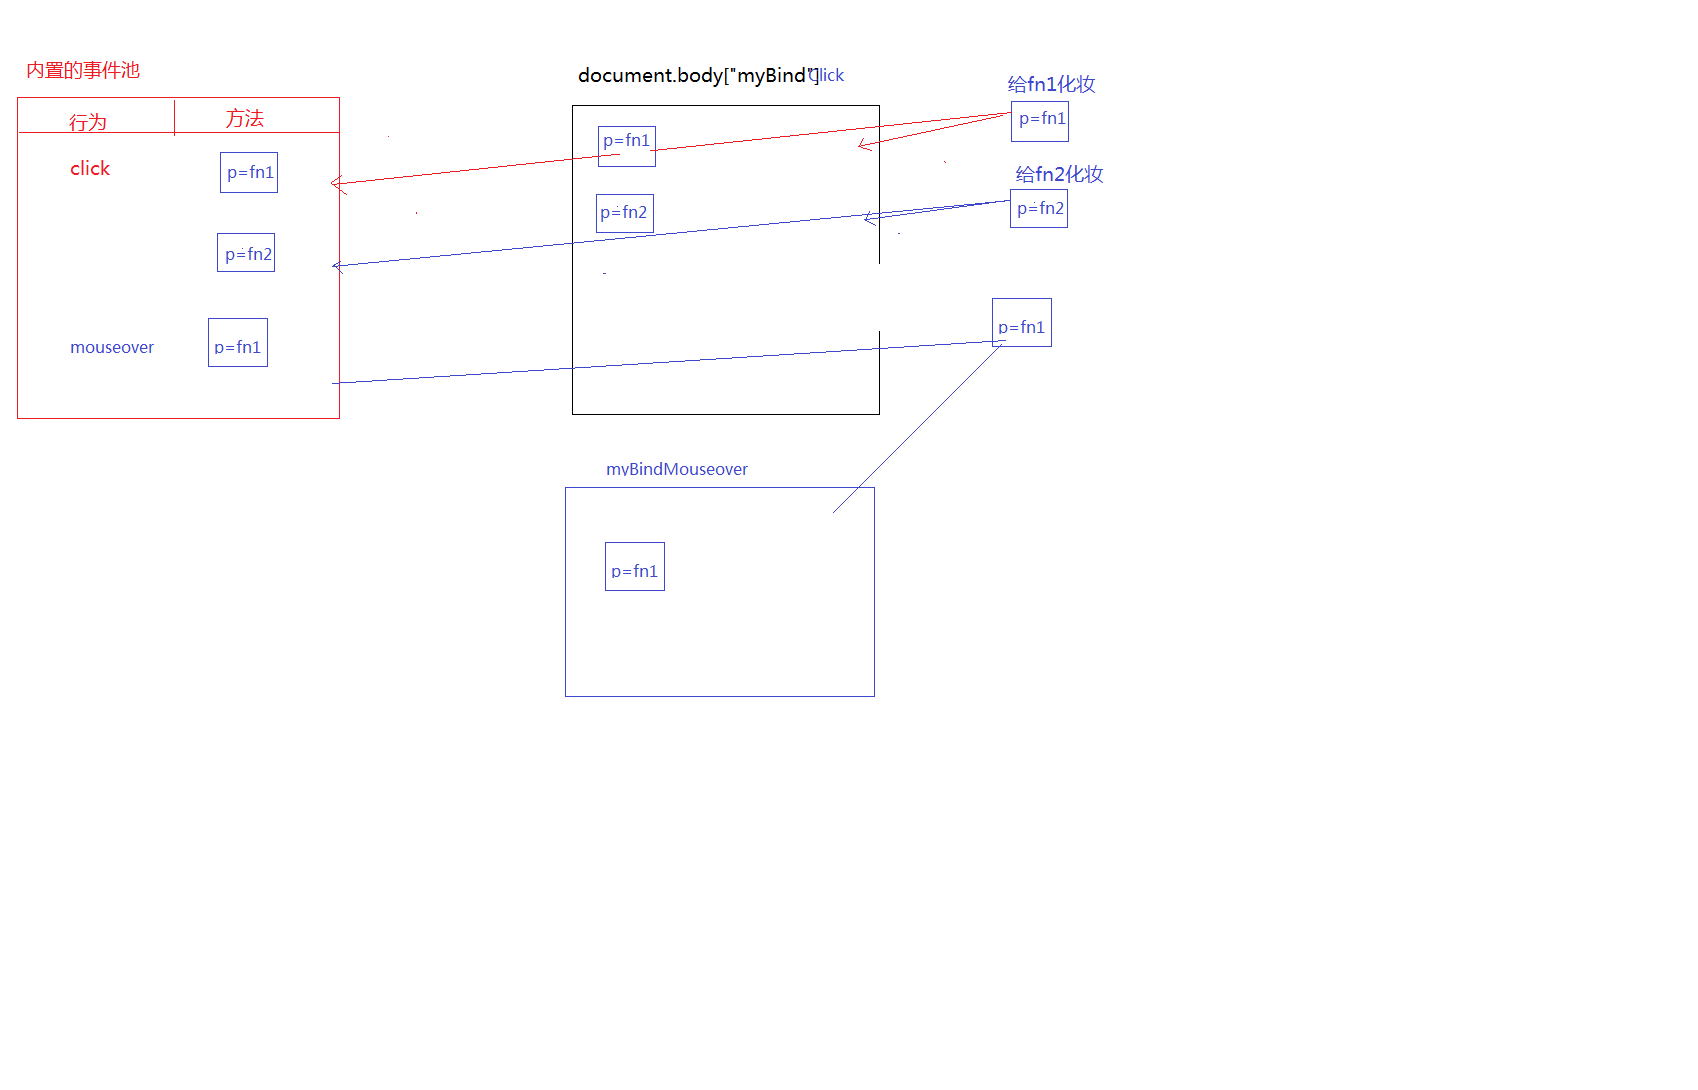 内置的事件池
行为
方法
click
p=fn1
p=fn2
mouseover
p=fn1
document.body["myBind"]Click
p=fn1
p=fn2
myBindMouseover
p=fn1
给fn1化妆
p=fn1
给fn2化妆
p=fn2
p=fn1